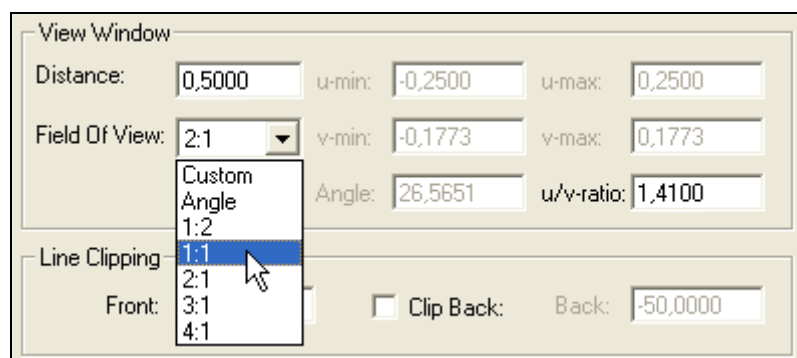 View Window
Distance: 0,5000 u-min: -0,2500 u-max: 0,2500
Field Of View: 2:1 v-min: -0,1773 v-max: 0,1773
Custom
Angle: 26,5651 u/v-ratio: 1,4100
Angle
1:2
1:1
Line Clipping
2:1
Front: 3:1 Clip Back: Back: -50,0000
4:1